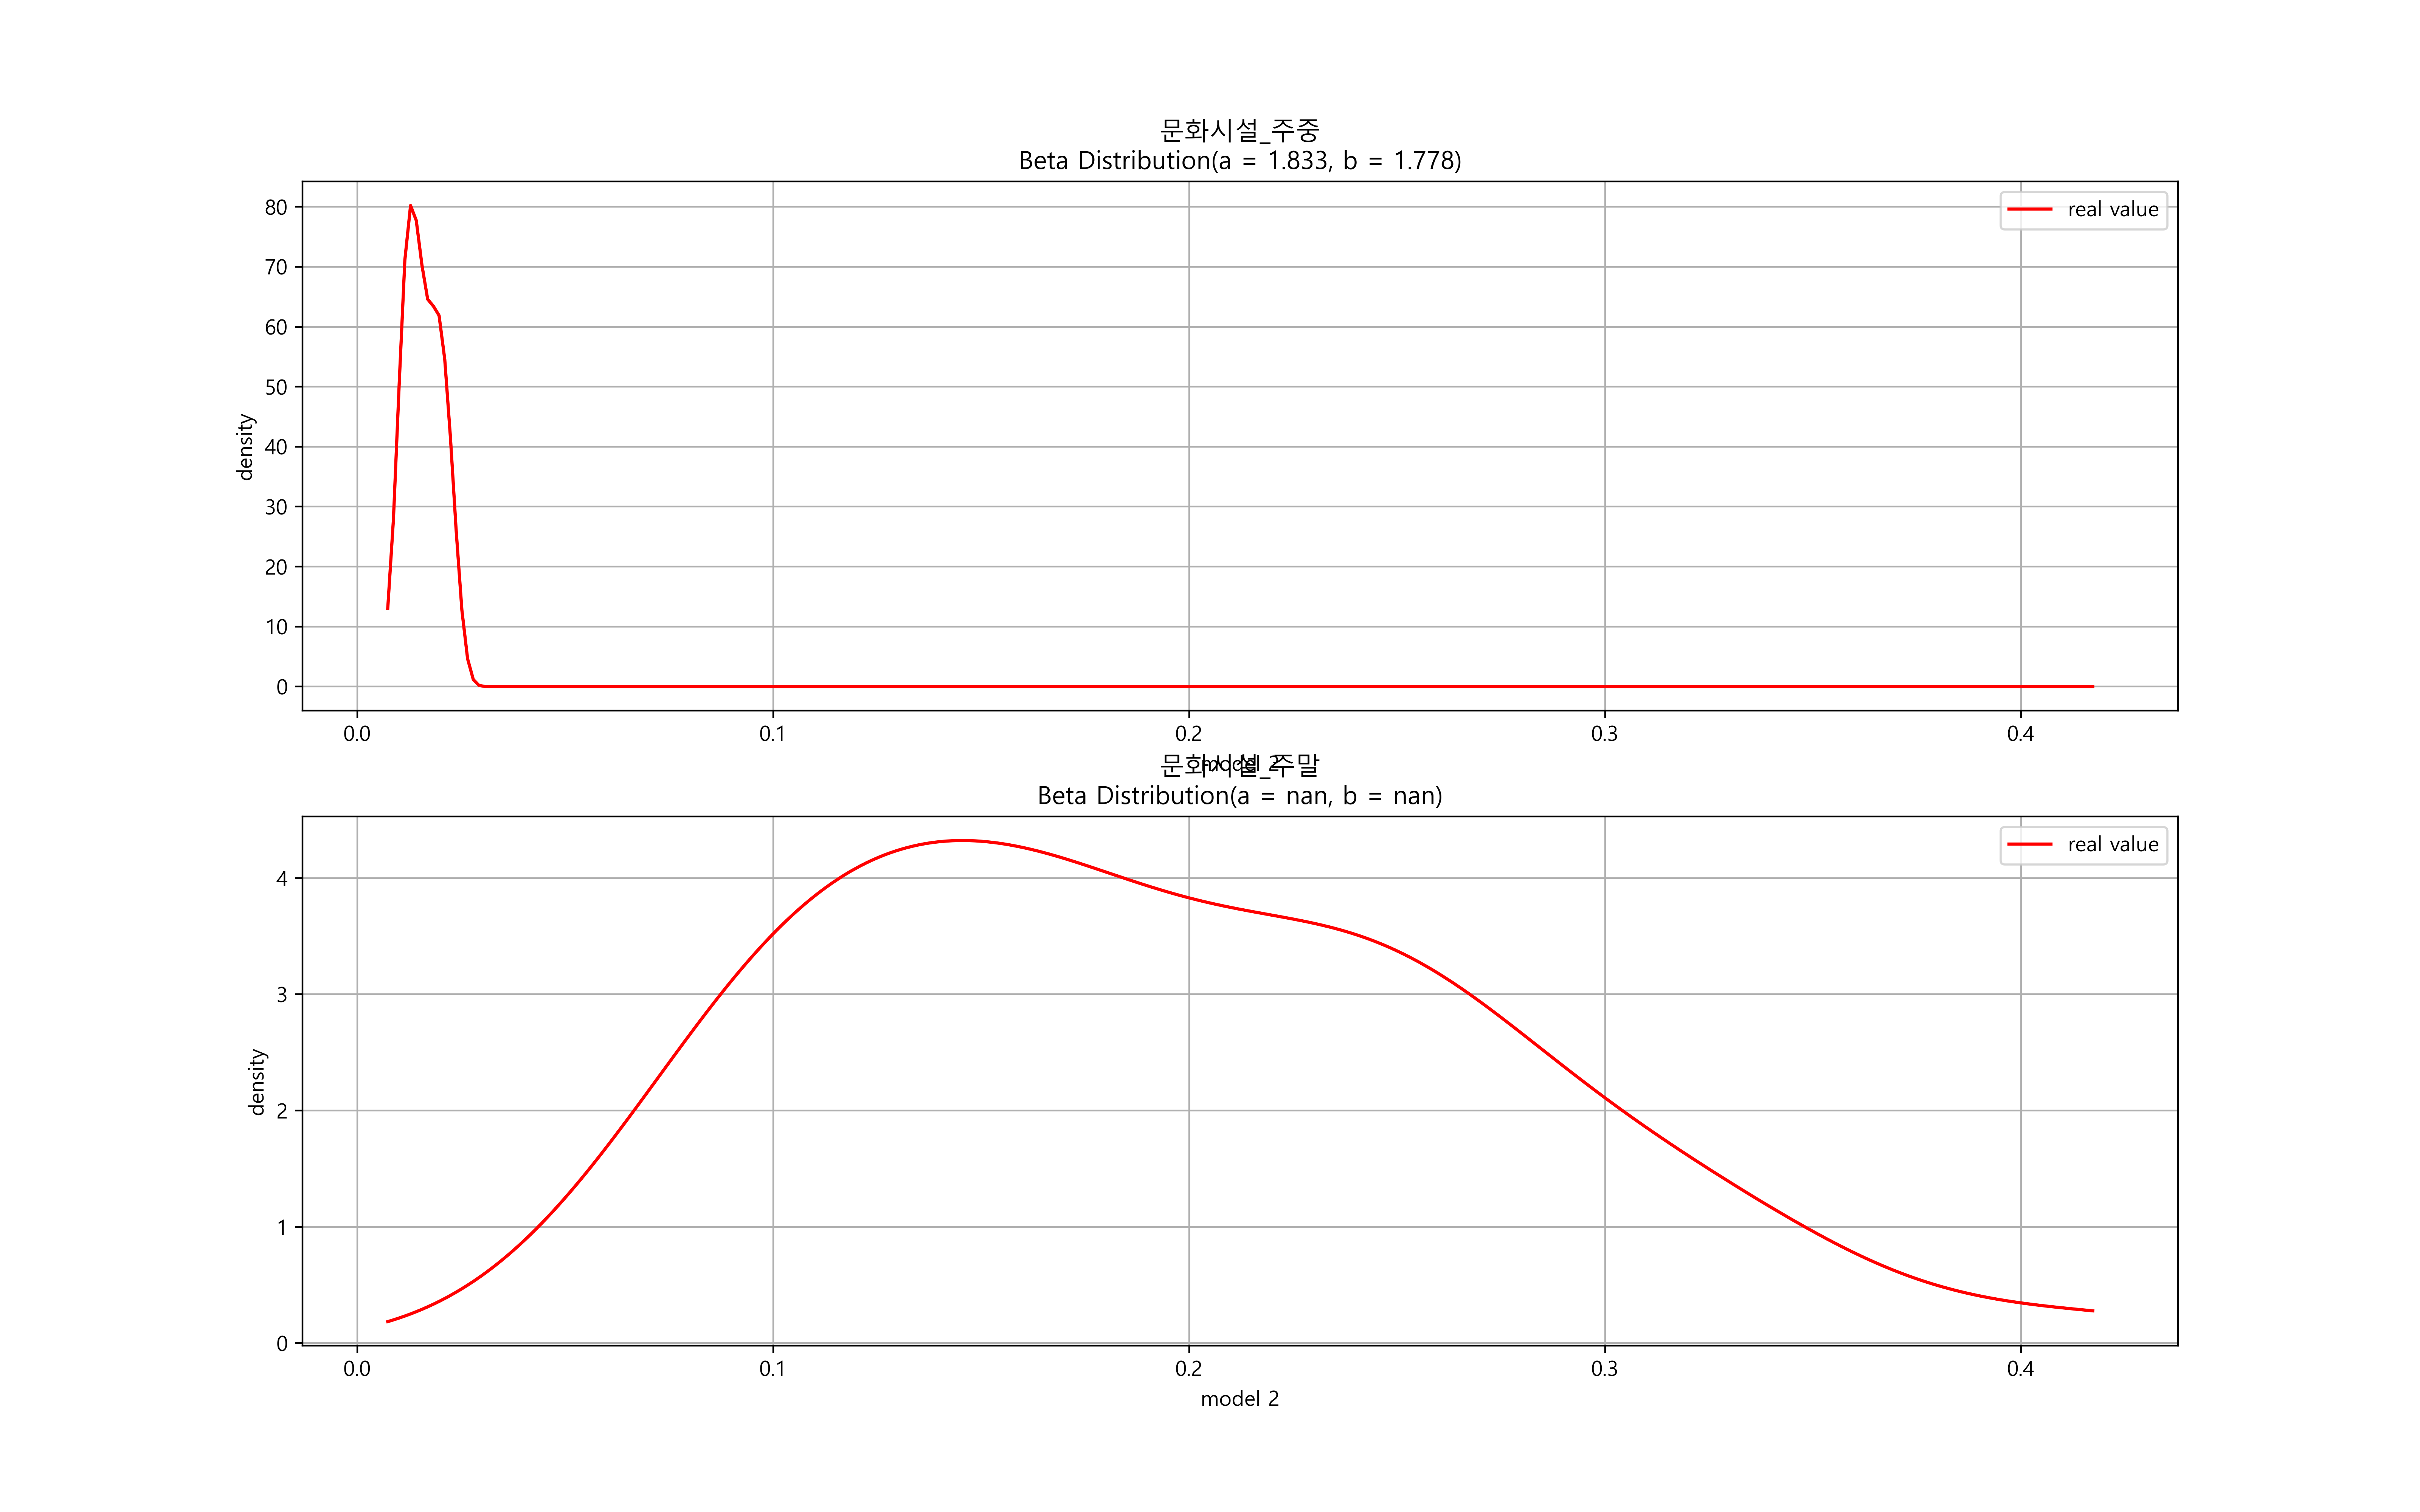 문화시설_주중
Beta Distribution(a = 1.833, b = 1.778)
real value
density
80
70
60
50
40
30
20
10
0
0.0 0.1 0.2 0.3 0.4
model 2
문화시설_주말
Beta Distribution(a = nan, b = nan)
real value
density
4
3
2
1
0
0.0 0.1 0.2 0.3 0.4
model 2